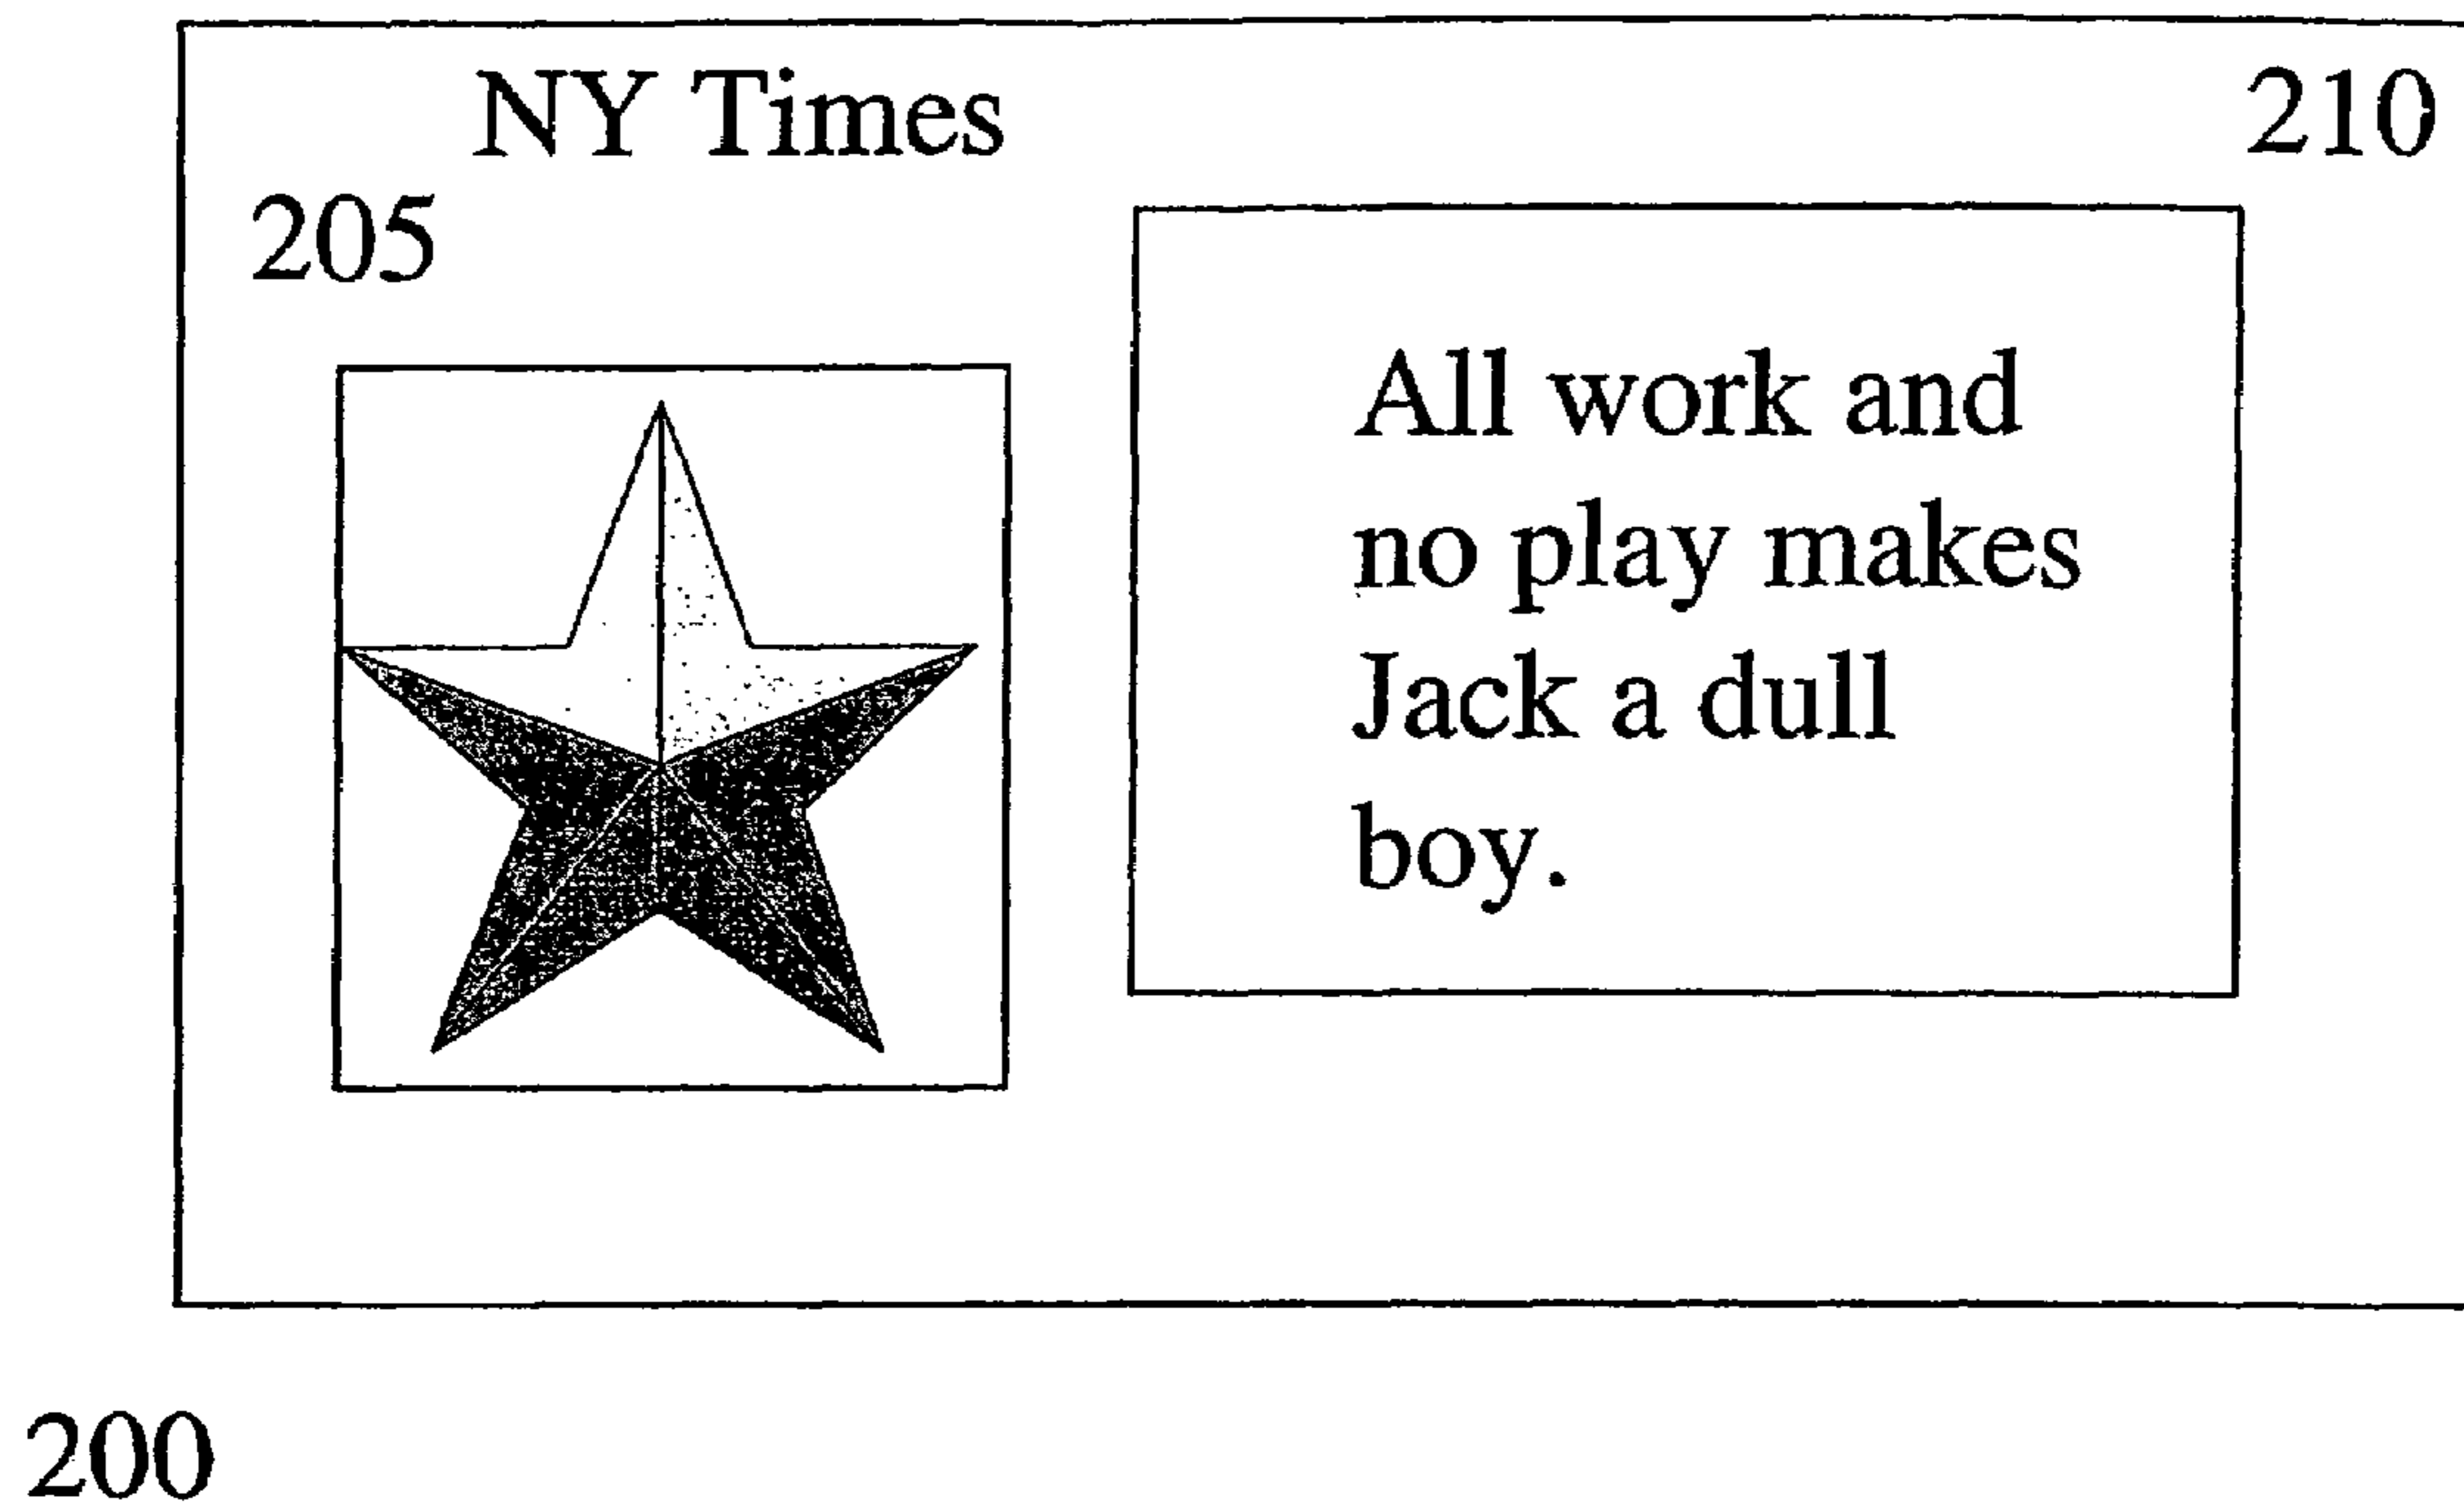 NY Times
210
205
All work and
no play makes
Jack a dull
boy.
200